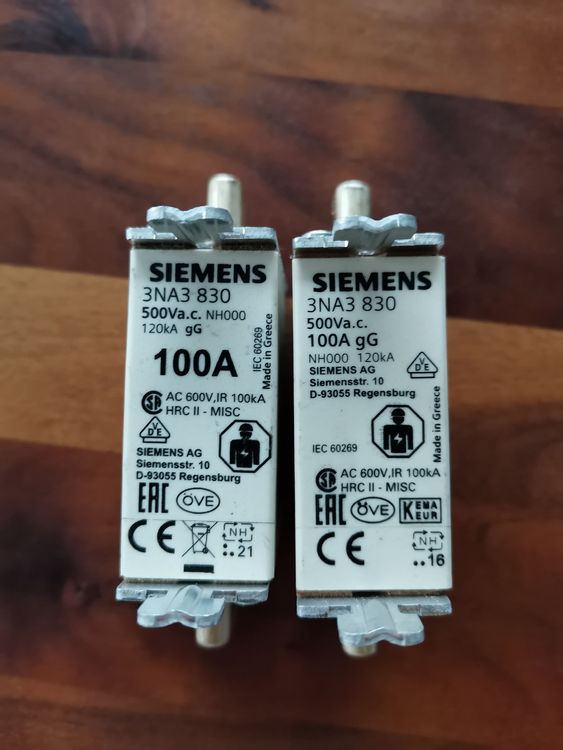 SIEMENS
3NA3 830
500Va.c. NH000
120kA gG
IEC 60269
Made in Greece
100A
AC 600V,IR 100kA
HRC II - MISC
VDE
SIEMENS AG
Siemensstr. 10
D-93055 Regensburg
EAC ÖVE
CE NH
:.21
SIEMENS
3NA3 830
500Va.c.
100A gG
NH000 120kA
VDE
SIEMENS AG
Siemensstr. 10
D-93055 Regensburg
Made in Greece
IEC 60269
AC 600V,IR 100kA
HRC II - MISC
EAC ÖVE KEMA KEUR
CE NH
..16